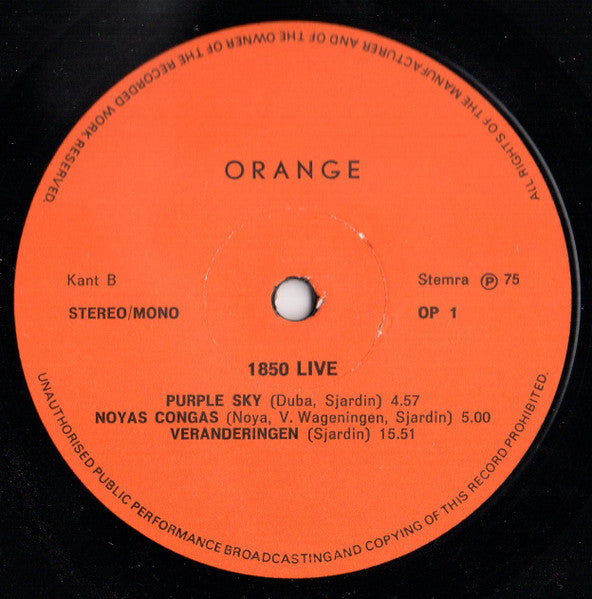 ALL RIGHTS OF THE MANUFACTURER AND OF THE OWNER OF THE RECORDED WORK RESERVED.
ORANGE
Kant B
Stemra Ⓟ 75
STEREO/MONO
OP 1
1850 LIVE
PURPLE SKY (Duba, Sjardin) 4.57
NOYAS CONGAS (Noya, V. Wageningen, Sjardin) 5.00
VERANDERINGEN (Sjardin) 15.51
UNAUTHORISED PUBLIC PERFORMANCE BROADCASTING AND COPYING OF THIS RECORD PROHIBITED.